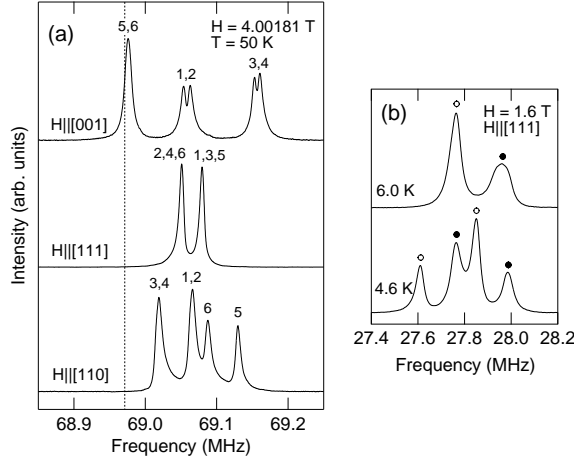 (a)
H = 4.00181 T
T = 50 K
5,6
1,2
3,4
H||[001]
2,4,6
1,3,5
H||[111]
3,4
1,2
6
5
H||[110]
Intensity (arb. units)
68.9
69.0
69.1
69.2
Frequency (MHz)
(b)
H = 1.6 T
H||[111]
6.0 K
4.6 K
27.4
27.6
27.8
28.0
28.2
Frequency (MHz)